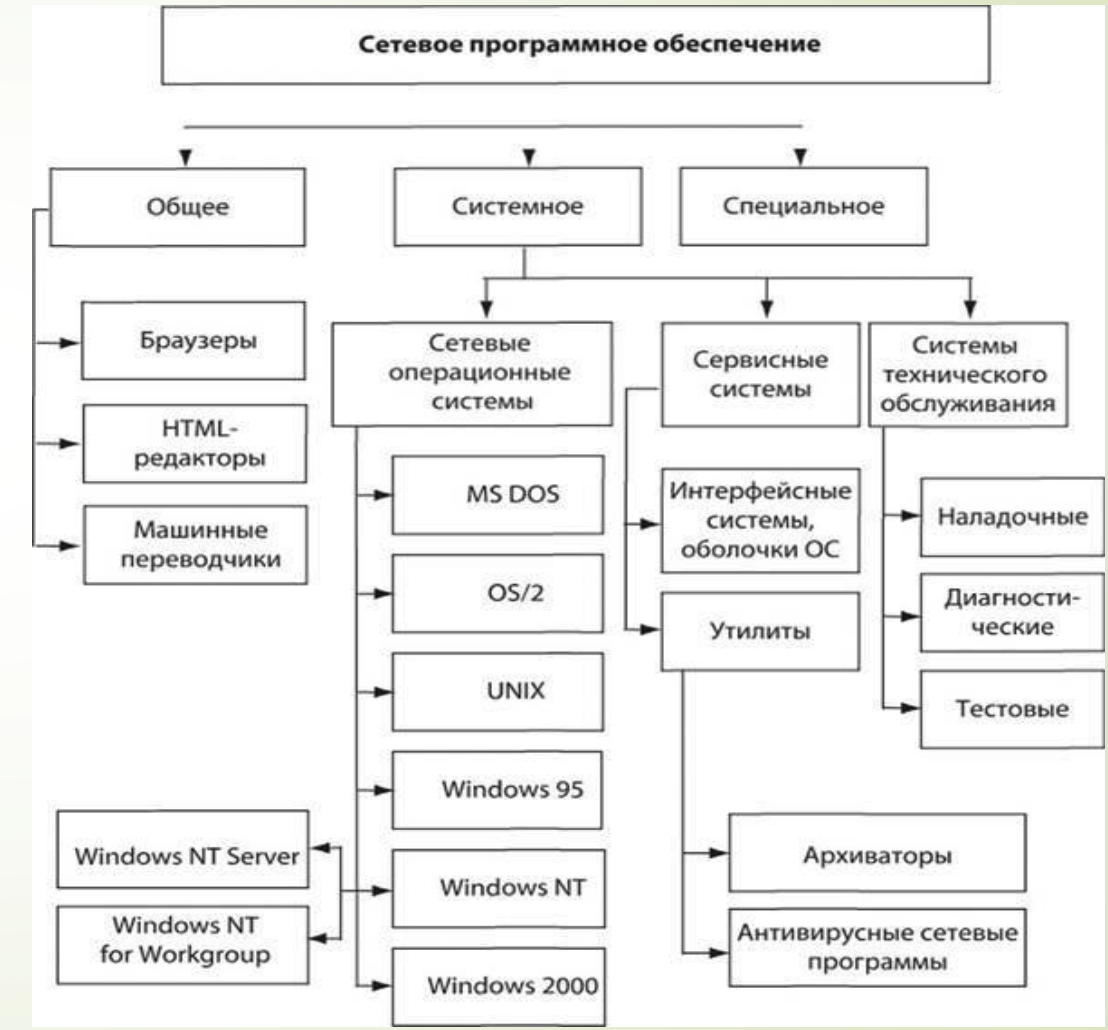 Сетевое программное обеспечение
Общее
Системное
Специальное
Браузеры
HTML-
редакторы
Машинные
переводчики
Сетевые
операционные
системы
MS DOS
OS/2
UNIX
Windows 95
Windows NT
Windows 2000
Windows NT Server
Windows NT
for Workgroup
Сервисные
системы
Интерфейсные
системы,
оболочки ОС
Утилиты
Архиваторы
Антивирусные сетевые
программы
Системы
технического
обслуживания
Наладочные
Диагности-
ческие
Тестовые